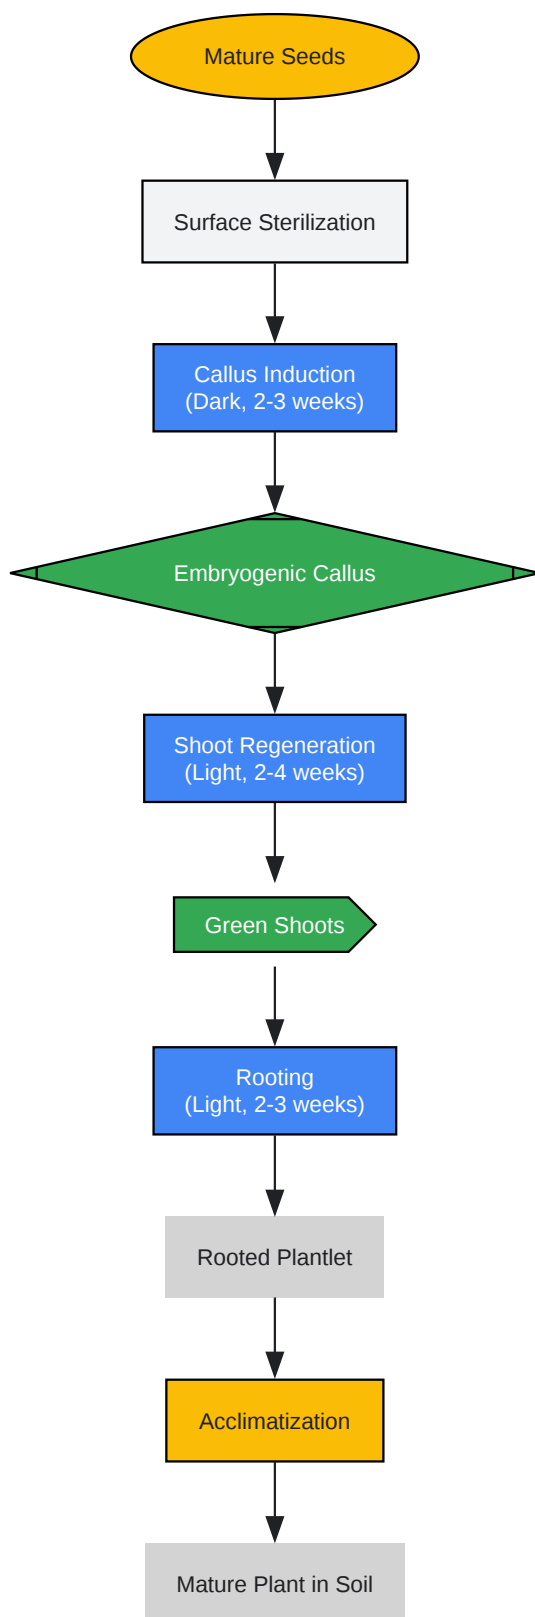 Mature Seeds
Surface Sterilization
Callus Induction
(Dark, 2-3 weeks)
Embryogenic Callus
Shoot Regeneration
(Light, 2-4 weeks)
Green Shoots
Rooting
(Light, 2-3 weeks)
Rooted Plantlet
Acclimatization
Mature Plant in Soil